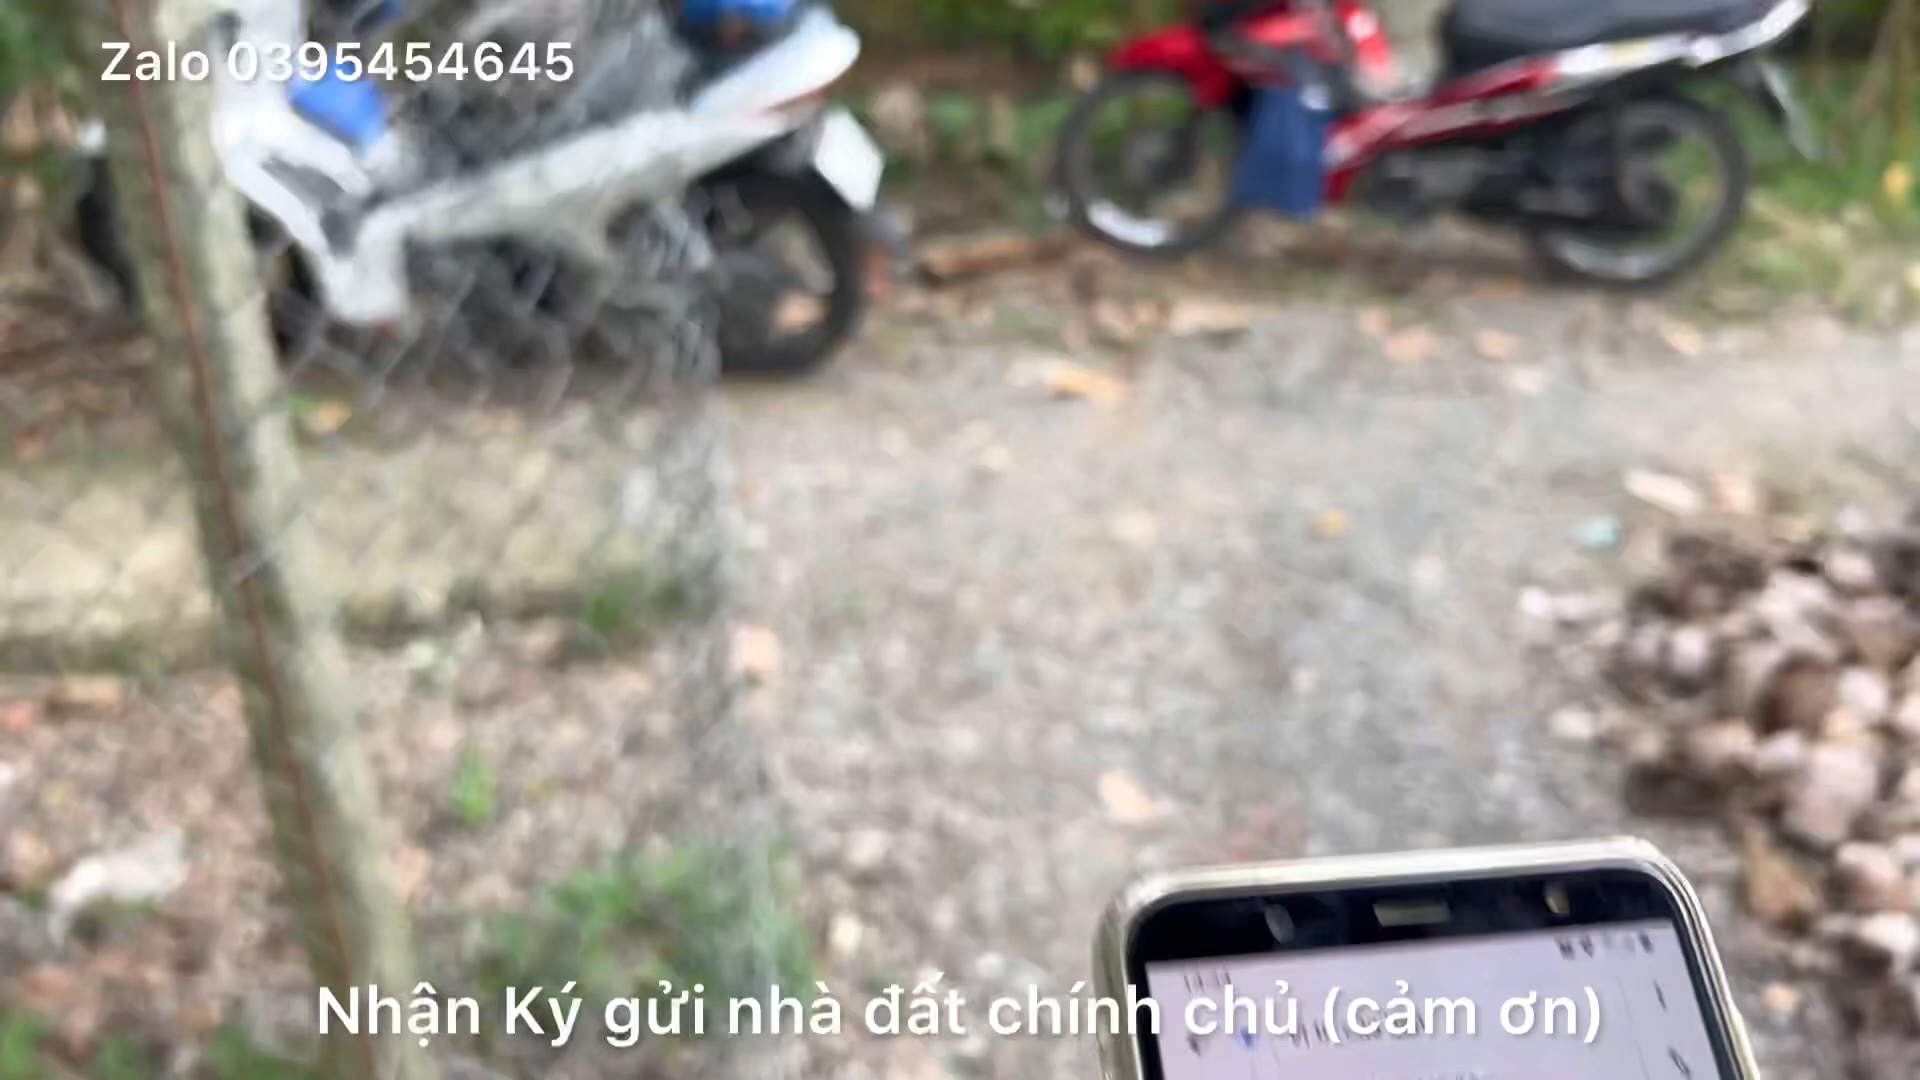 Zalo 0395454645
Nhận Ký gửi nhà đất chính chủ (cảm ơn)